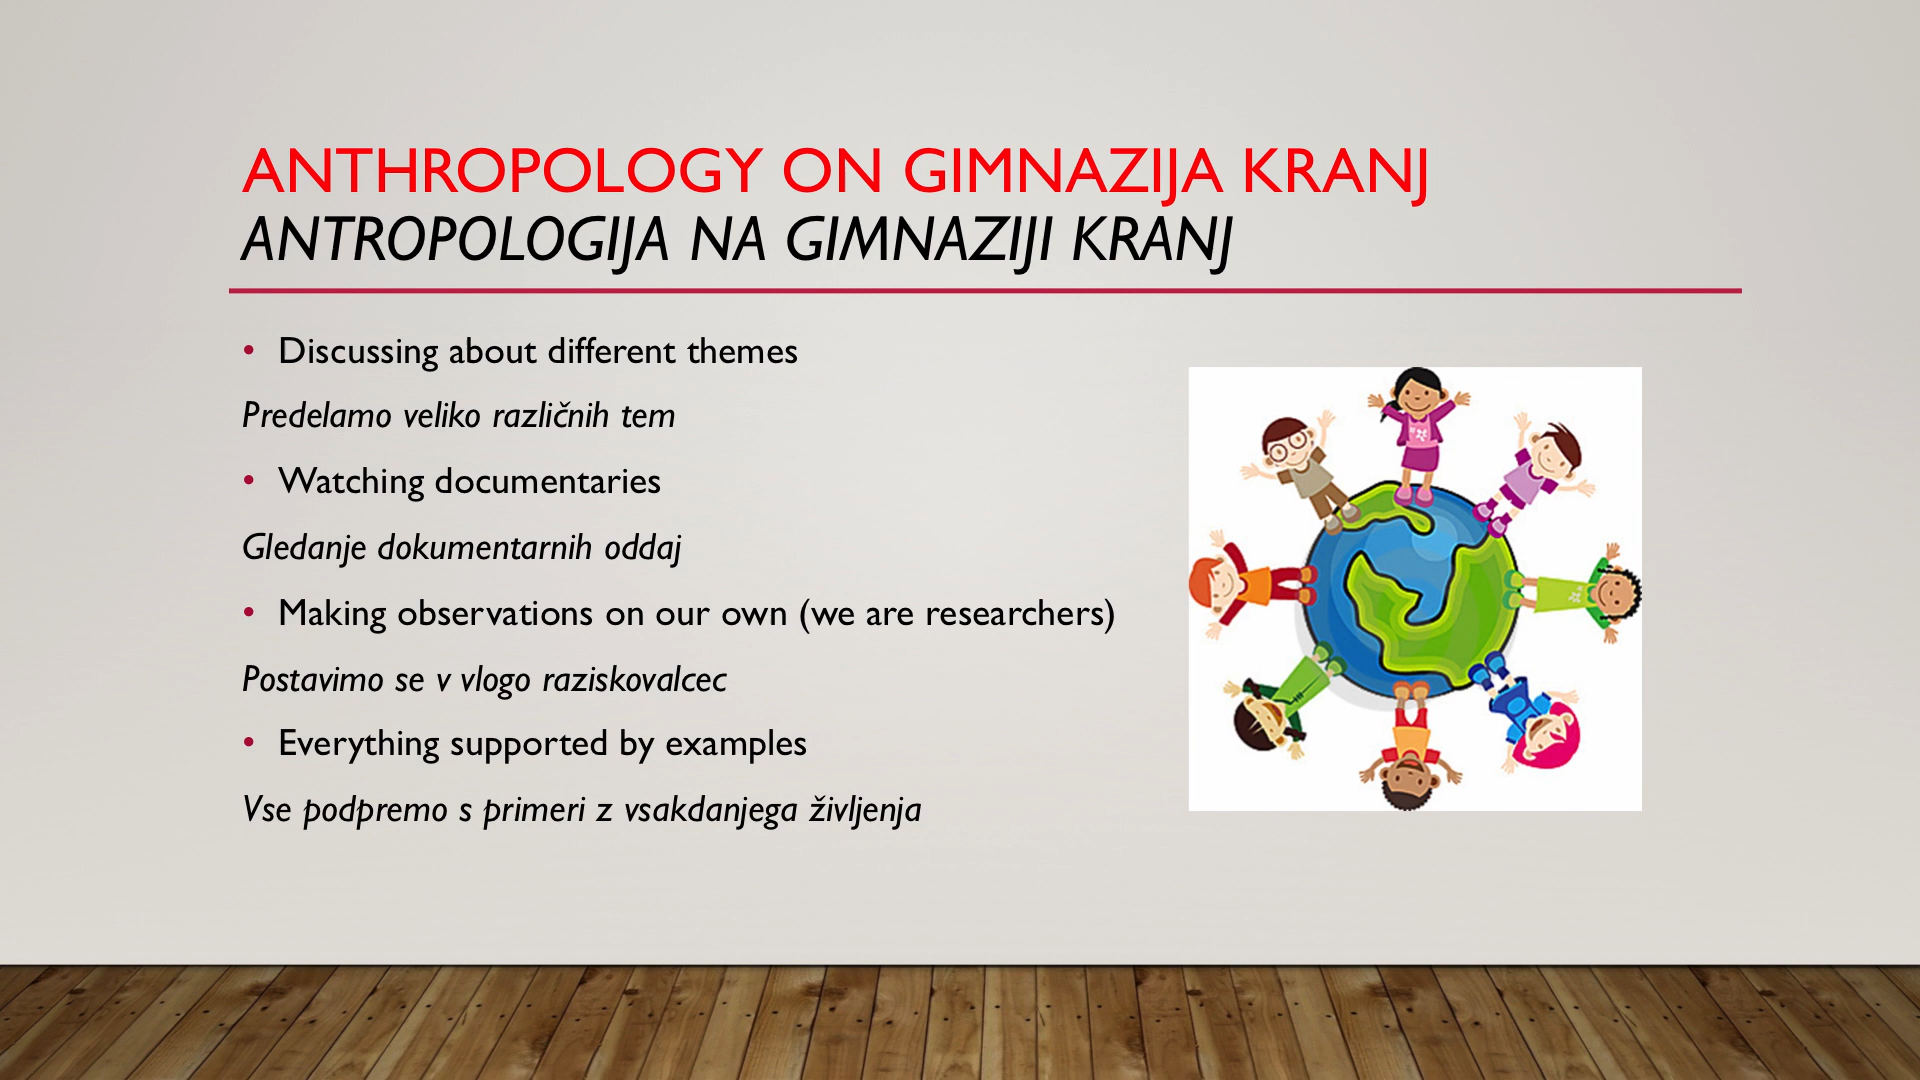 ANTHROPOLOGY ON GIMNAZIJA KRANJ
ANTROPOLOGIJA NA GIMNAZIJI KRANJ
• Discussing about different themes
Predelamo veliko različnih tem
• Watching documentaries
Gledanje dokumentarnih oddaj
• Making observations on our own (we are researchers)
Postavimo se v vlogo raziskovalcec
• Everything supported by examples
Vse podpremo s primeri z vsakdanjega življenja